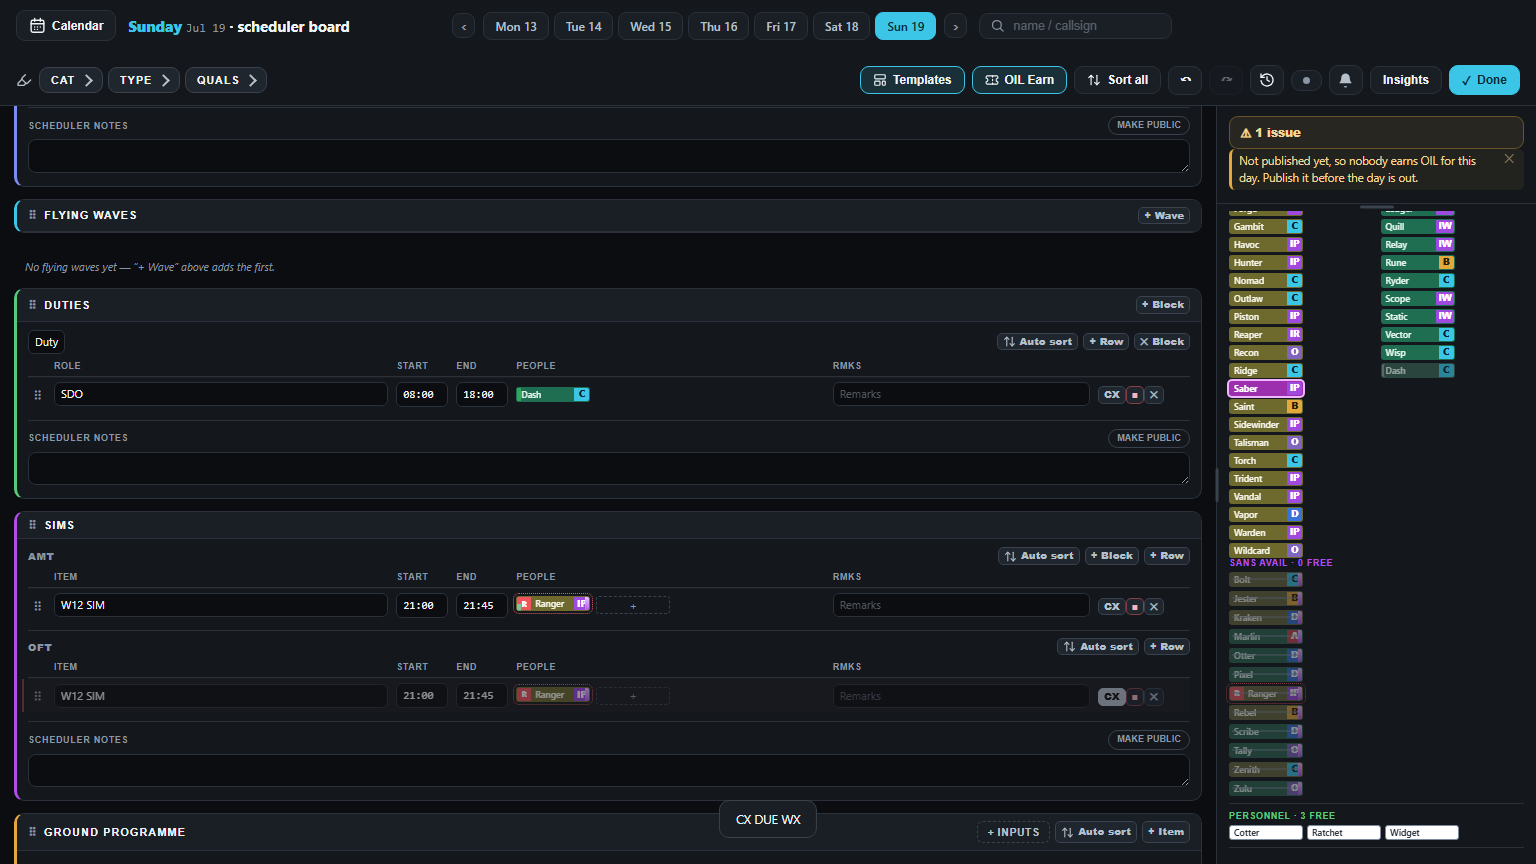 Calendar
Sunday Jul 19 · scheduler board
‹ Mon 13 Tue 14 Wed 15 Thu 16 Fri 17 Sat 18 Sun 19 ›
name / callsign
CAT TYPE QUALS
Templates OIL Earn Sort all Insights ✓ Done
SCHEDULER NOTES MAKE PUBLIC
FLYING WAVES + Wave
No flying waves yet — "+ Wave" above adds the first.
DUTIES + Block
Duty Auto sort + Row ✕ Block
ROLE START END PEOPLE RMKS
SDO 08:00 18:00 Dash C Remarks CX
SCHEDULER NOTES MAKE PUBLIC
SIMS
AMT Auto sort + Block + Row
ITEM START END PEOPLE RMKS
W12 SIM 21:00 21:45 R Ranger IP + Remarks CX
OFT Auto sort + Row
ITEM START END PEOPLE RMKS
W12 SIM 21:00 21:45 R Ranger IP + Remarks CX
SCHEDULER NOTES MAKE PUBLIC
CX DUE WX
GROUND PROGRAMME + INPUTS Auto sort + Item
⚠ 1 issue
Not published yet, so nobody earns OIL for this
day. Publish it before the day is out.
Gambit C
Havoc IP
Hunter IP
Nomad C
Outlaw C
Piston IP
Reaper IR
Recon O
Ridge C
Saber IP
Saint B
Sidewinder IP
Talisman O
Torch C
Trident IP
Vandal IP
Vapor D
Warden IP
Wildcard O
Quill IW
Relay IW
Rune B
Ryder C
Scope IW
Static IW
Vector C
Wisp C
Dash C
SANS AVAIL · 0 FREE
Bolt C
Jester B
Kraken D
Marlin A
Otter D
Pixel D
R Ranger IP
Rebel B
Scribe D
Tally O
Zenith C
Zulu O
PERSONNEL · 3 FREE
Cotter Ratchet Widget